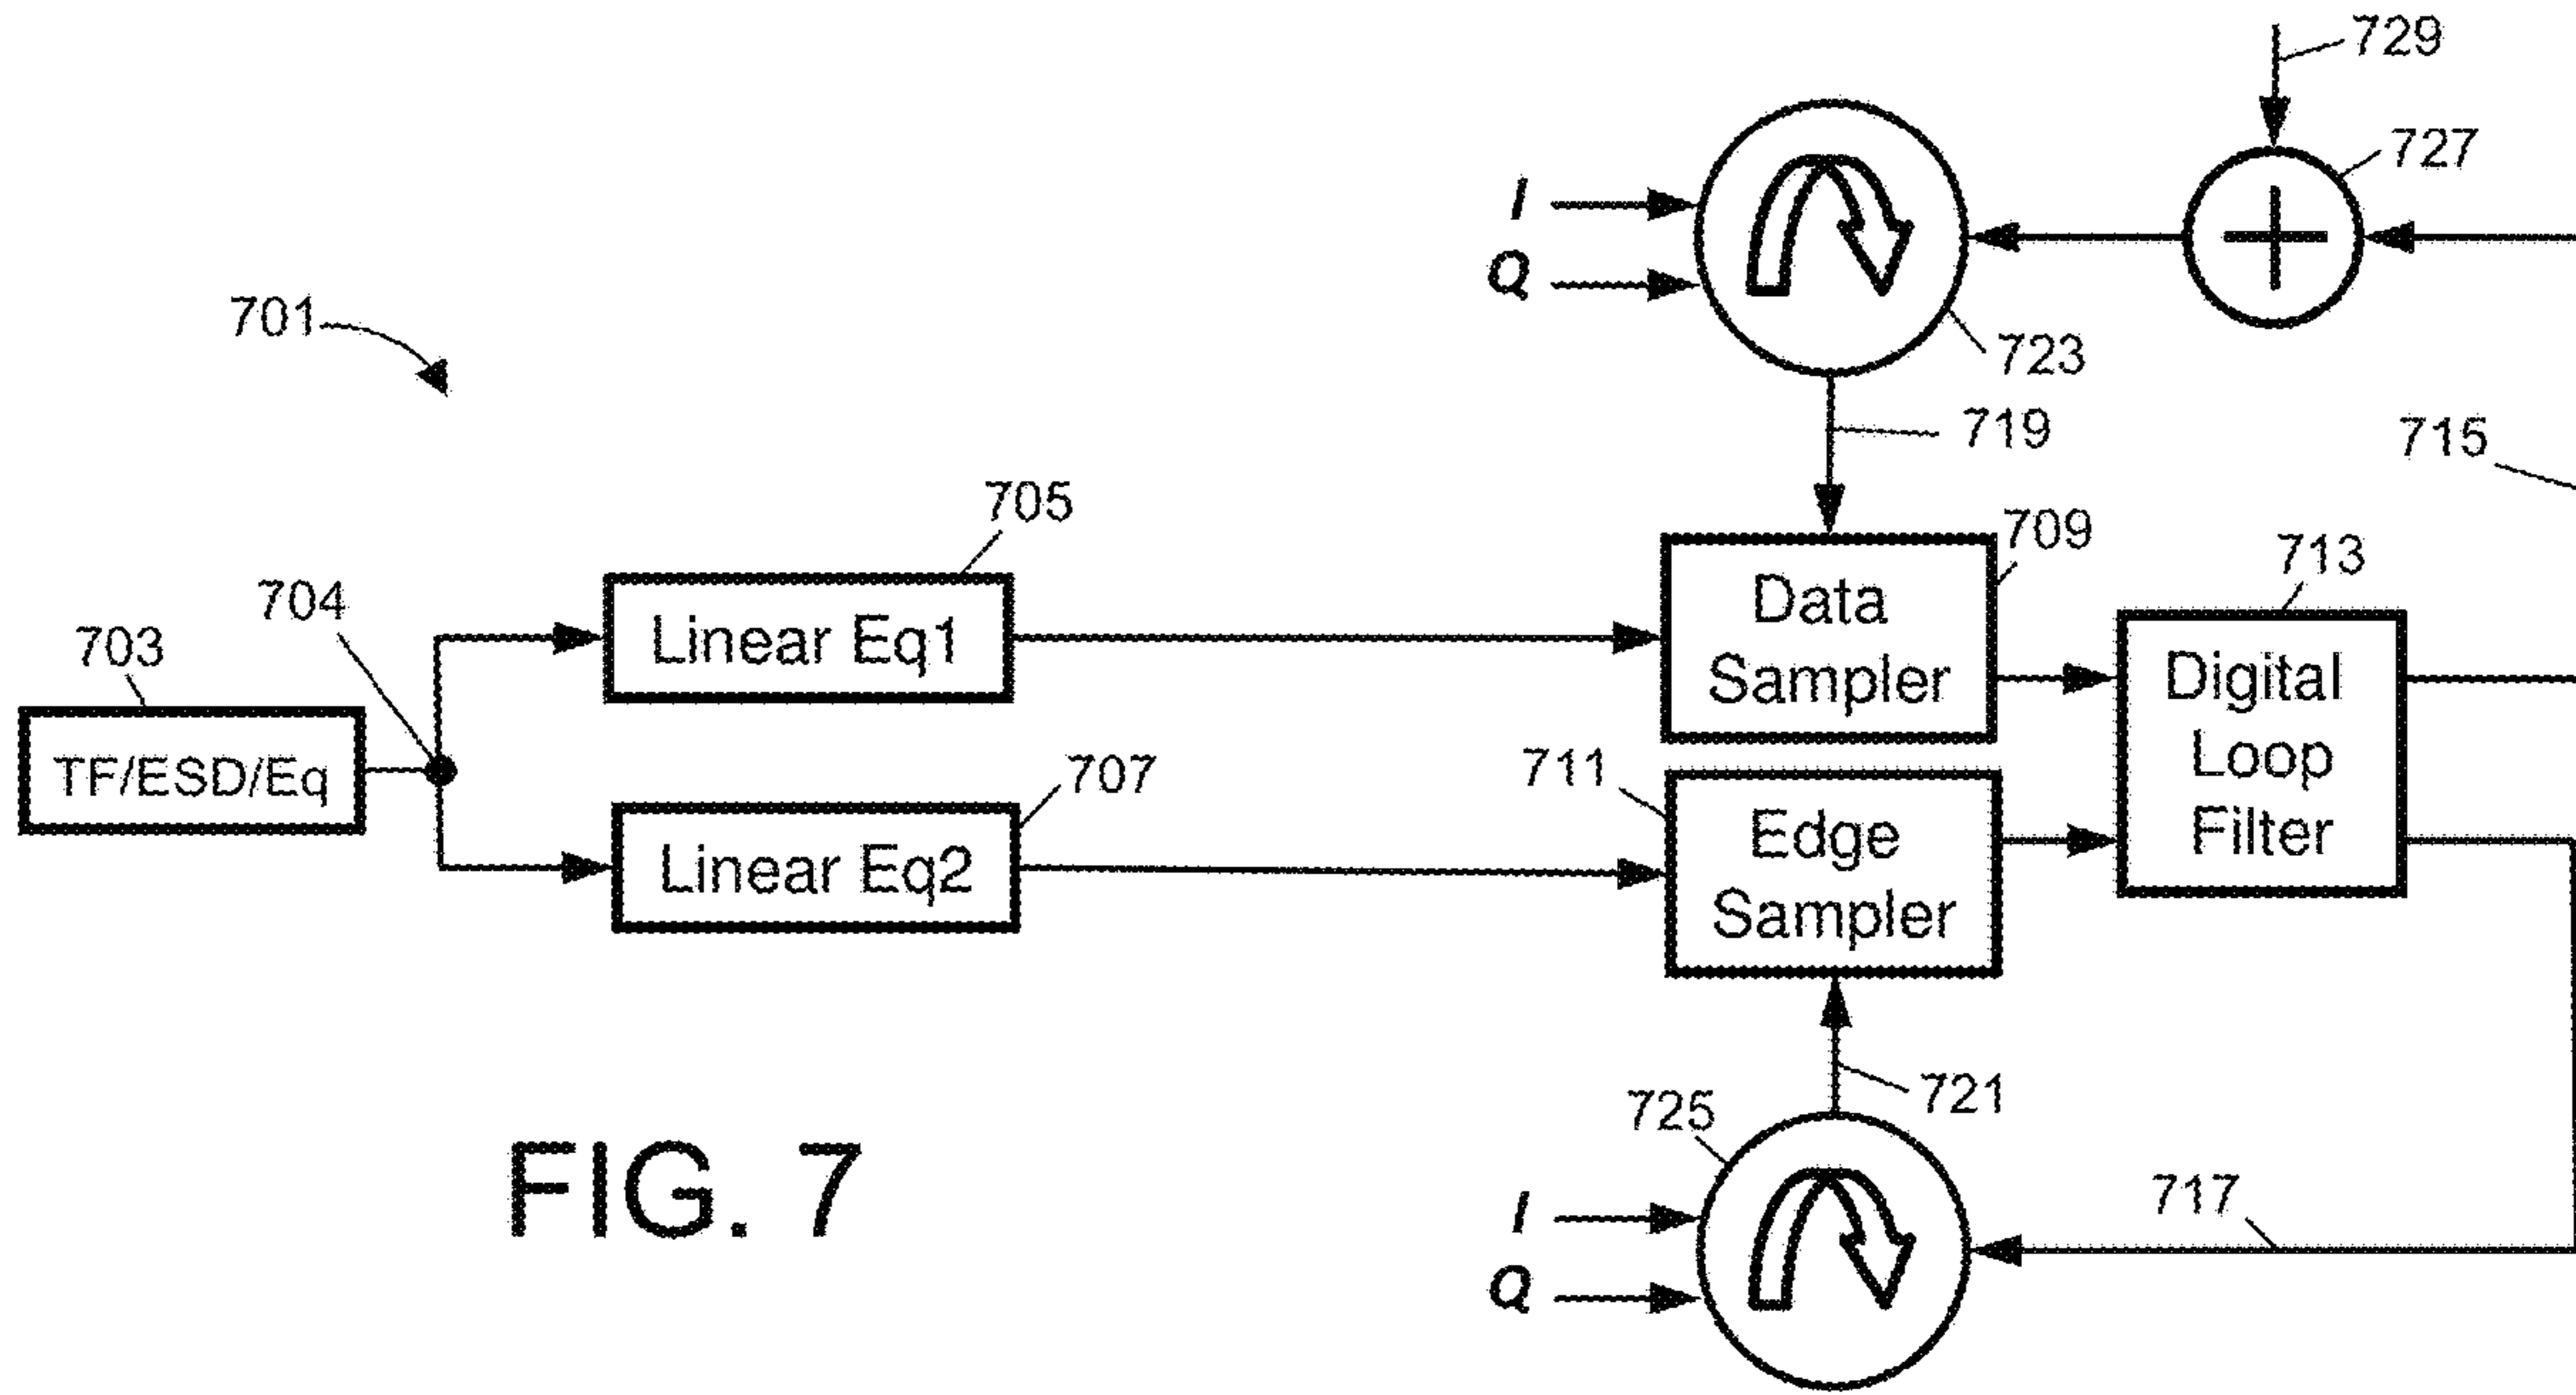 729
727
I
Q
723
701
719
715
705
709
713
704
Linear Eq1
Data
Sampler
703
TF/ESD/Eq
Digital
Loop
Filter
711
707
Linear Eq2
Edge
Sampler
725
721
FIG. 7
717
I
Q